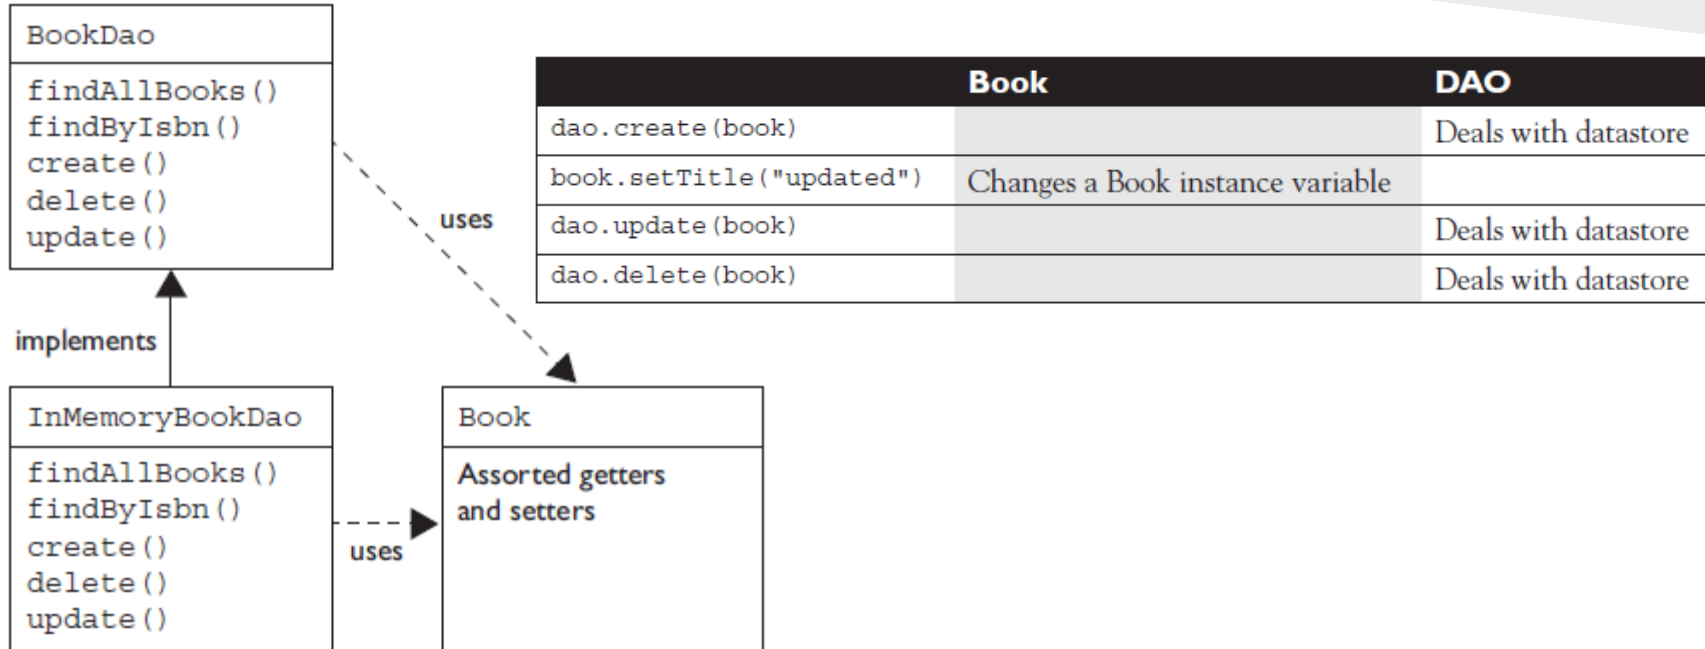 BookDao
findAllBooks()
findByIsbn()
create()
delete()
update()
uses
implements
InMemoryBookDao
findAllBooks()
findByIsbn()
create()
delete()
update()
uses
Book
Assorted getters
and setters
Book DAO
dao.create(book) Deals with datastore
book.setTitle("updated") Changes a Book instance variable
dao.update(book) Deals with datastore
dao.delete(book) Deals with datastore